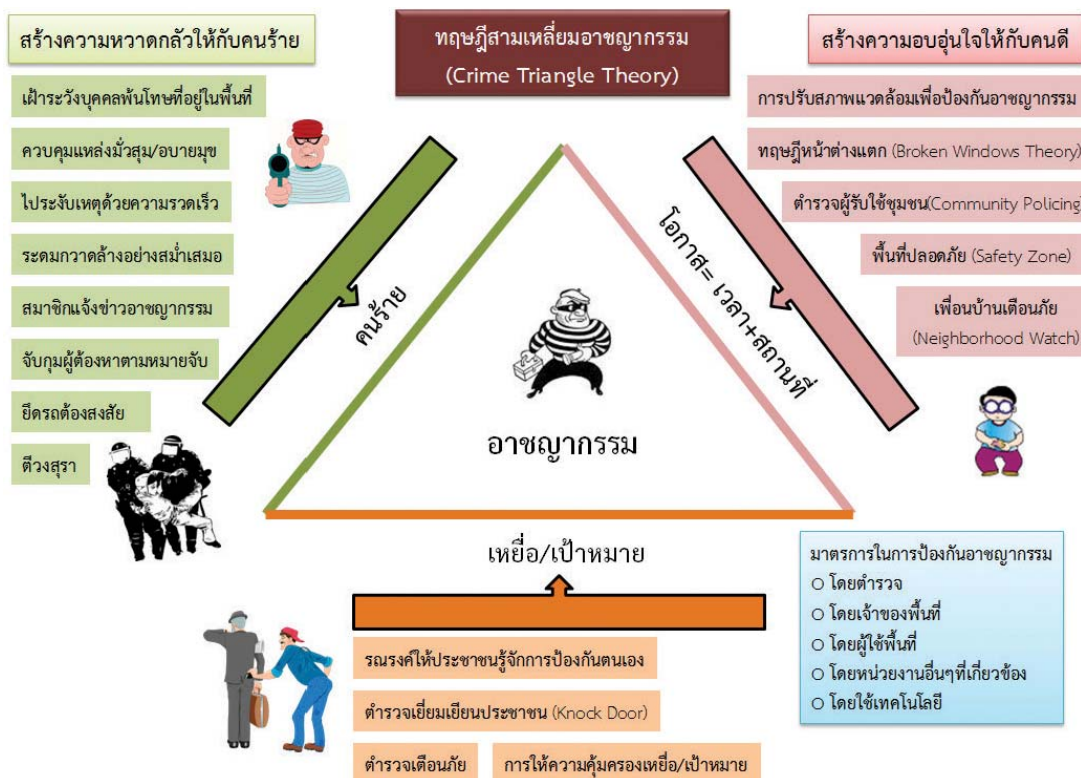 สร้างความหวาดกลัวให้กับคนร้าย
เฝ้าระวังบุคคลพ้นโทษที่อยู่ในพื้นที่
ควบคุมแหล่งมั่วสุม/อบายมุข
ไประงับเหตุด้วยความรวดเร็ว
ระดมกวาดล้างอย่างสม่ำเสมอ
สมาชิกแจ้งข่าวอาชญากรรม
จับกุมผู้ต้องหาตามหมายจับ
ยึดรถต้องสงสัย
ตีวงสุรา
ทฤษฎีสามเหลี่ยมอาชญากรรม
(Crime Triangle Theory)
คนร้าย
โอกาส= เวลา+สถานที่
อาชญากรรม
เหยื่อ/เป้าหมาย
สร้างความอบอุ่นใจให้กับคนดี
การปรับสภาพแวดล้อมเพื่อป้องกันอาชญากรรม
ทฤษฎีหน้าต่างแตก (Broken Windows Theory)
ตำรวจผู้รับใช้ชุมชน(Community Policing)
พื้นที่ปลอดภัย (Safety Zone)
เพื่อนบ้านเตือนภัย
(Neighborhood Watch)
รณรงค์ให้ประชาชนรู้จักการป้องกันตนเอง
ตำรวจเยี่ยมเยียนประชาชน (Knock Door)
ตำรวจเตือนภัย
การให้ความคุ้มครองเหยื่อ/เป้าหมาย
มาตรการในการป้องกันอาชญากรรม
○ โดยตำรวจ
○ โดยเจ้าของพื้นที่
○ โดยผู้ใช้พื้นที่
○ โดยหน่วยงานอื่นๆที่เกี่ยวข้อง
○ โดยใช้เทคโนโลยี